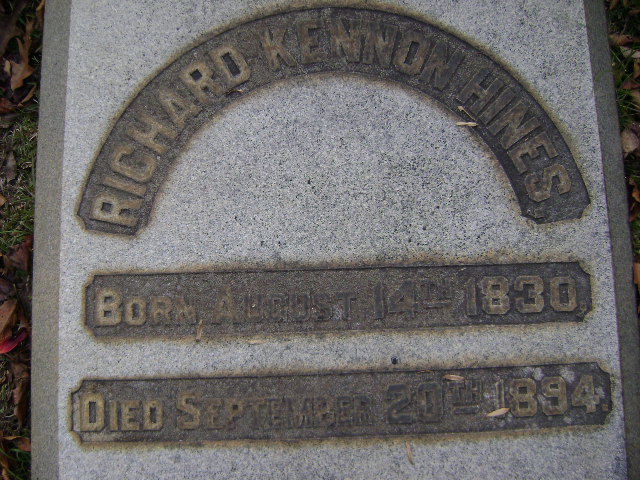 RICHARD KENNON HINES,
BORN AUGUST 14TH 1830,
DIED SEPTEMBER 20TH 1894.